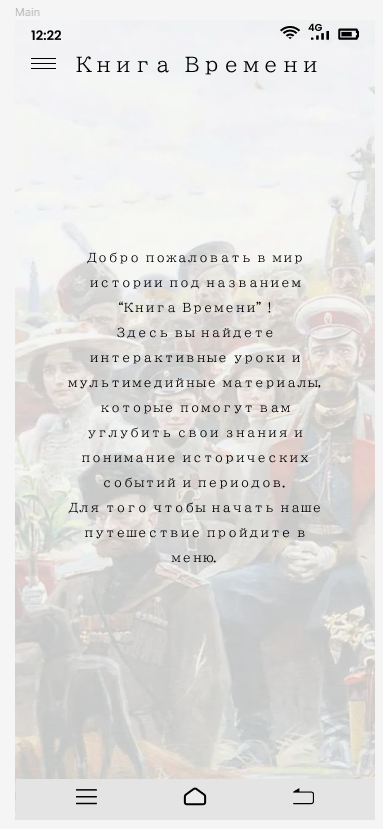 Main
12:22
4G
Книга Времени
Добро пожаловать в мир
истории под названием
“Книга Времени” !
Здесь вы найдете
интерактивные уроки и
мультимедийные материалы,
которые помогут вам
углубить свои знания и
понимание исторических
событий и периодов.
Для того чтобы начать наше
путешествие пройдите в
меню.